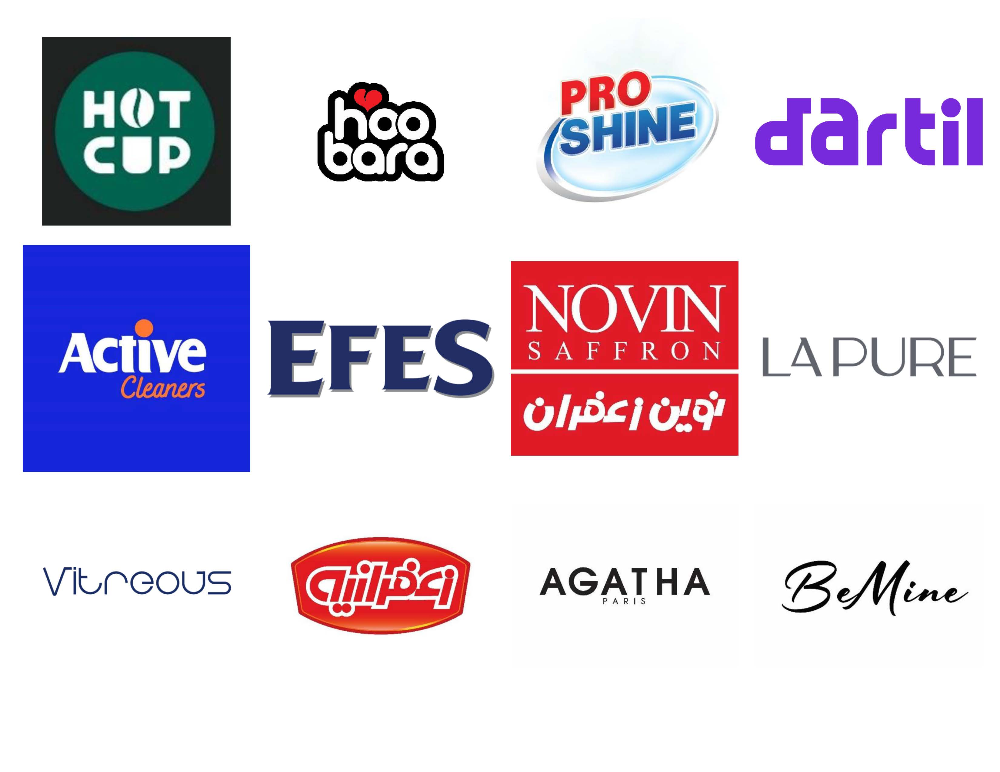 HOT
CUP
hoo
bara
PRO
SHINE
dartil
Active
Cleaners
EFES
NOVIN
SAFFRON
نوین زعفران
LA PURE
Vitreous
زعفرانیه
AGATHA
PARIS
BeMine